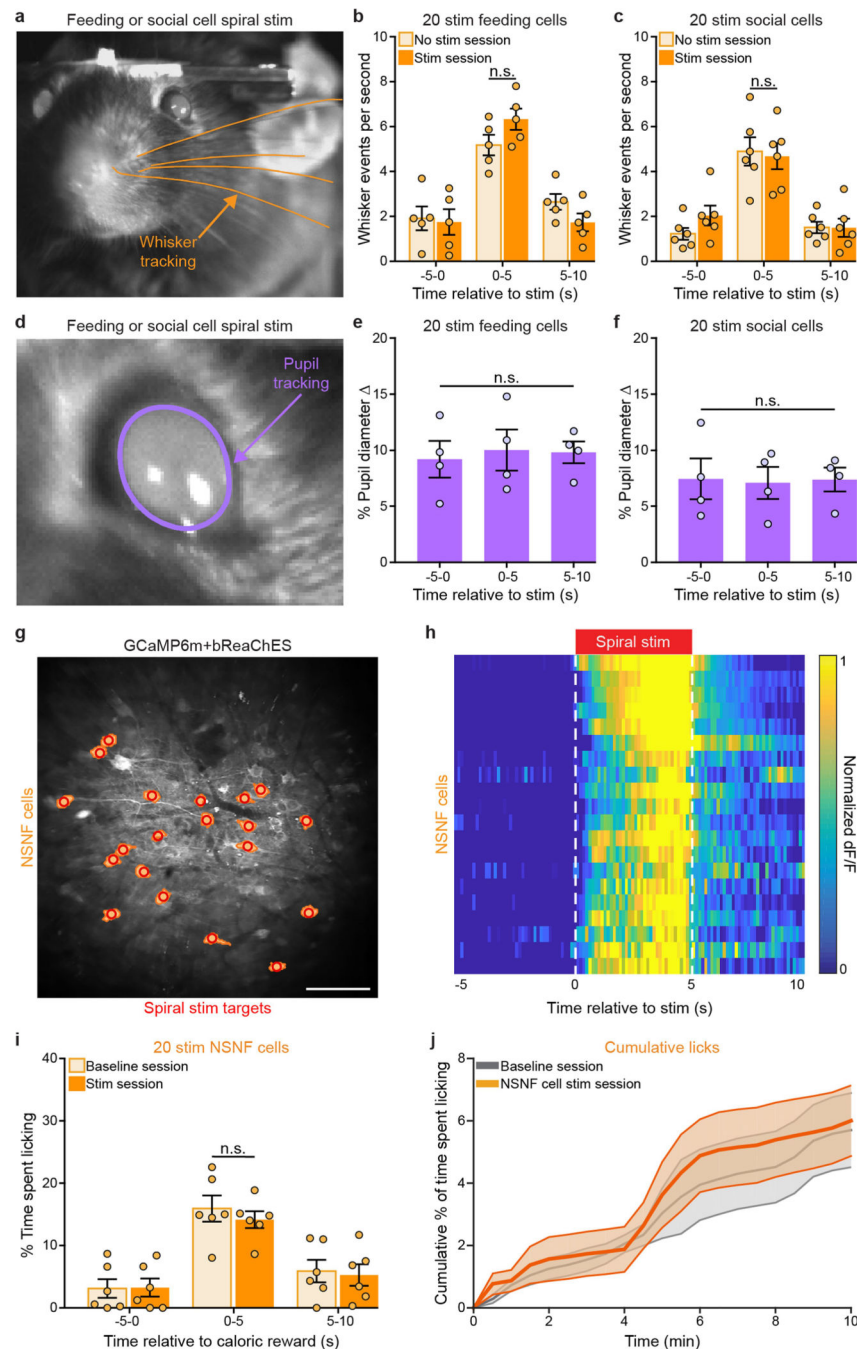 a Feeding or social cell spiral stim
Whisker tracking
b 20 stim feeding cells
No stim session
Stim session
n.s.
Whisker events per second
10
8
6
4
2
0
-5-0 0-5 5-10
Time relative to stim (s)
c 20 stim social cells
No stim session
Stim session
n.s.
Whisker events per second
10
8
6
4
2
0
-5-0 0-5 5-10
Time relative to stim (s)
d Feeding or social cell spiral stim
Pupil
tracking
e 20 stim feeding cells
n.s.
% Pupil diameter Δ
20
15
10
5
0
-5-0 0-5 5-10
Time relative to stim (s)
f 20 stim social cells
n.s.
% Pupil diameter Δ
20
15
10
5
0
-5-0 0-5 5-10
Time relative to stim (s)
g GCaMP6m+bReaChES
NSNF cells
Spiral stim targets
h Spiral stim
NSNF cells
1
Normalized dF/F
0
-5 0 5 10
Time relative to stim (s)
i 20 stim NSNF cells
Baseline session
Stim session
n.s.
% Time spent licking
40
30
20
10
0
-5-0 0-5 5-10
Time relative to caloric reward (s)
j Cumulative licks
Baseline session
NSNF cell stim session
Cumulative % of time spent licking
8
6
4
2
0
0 2 4 6 8 10
Time (min)